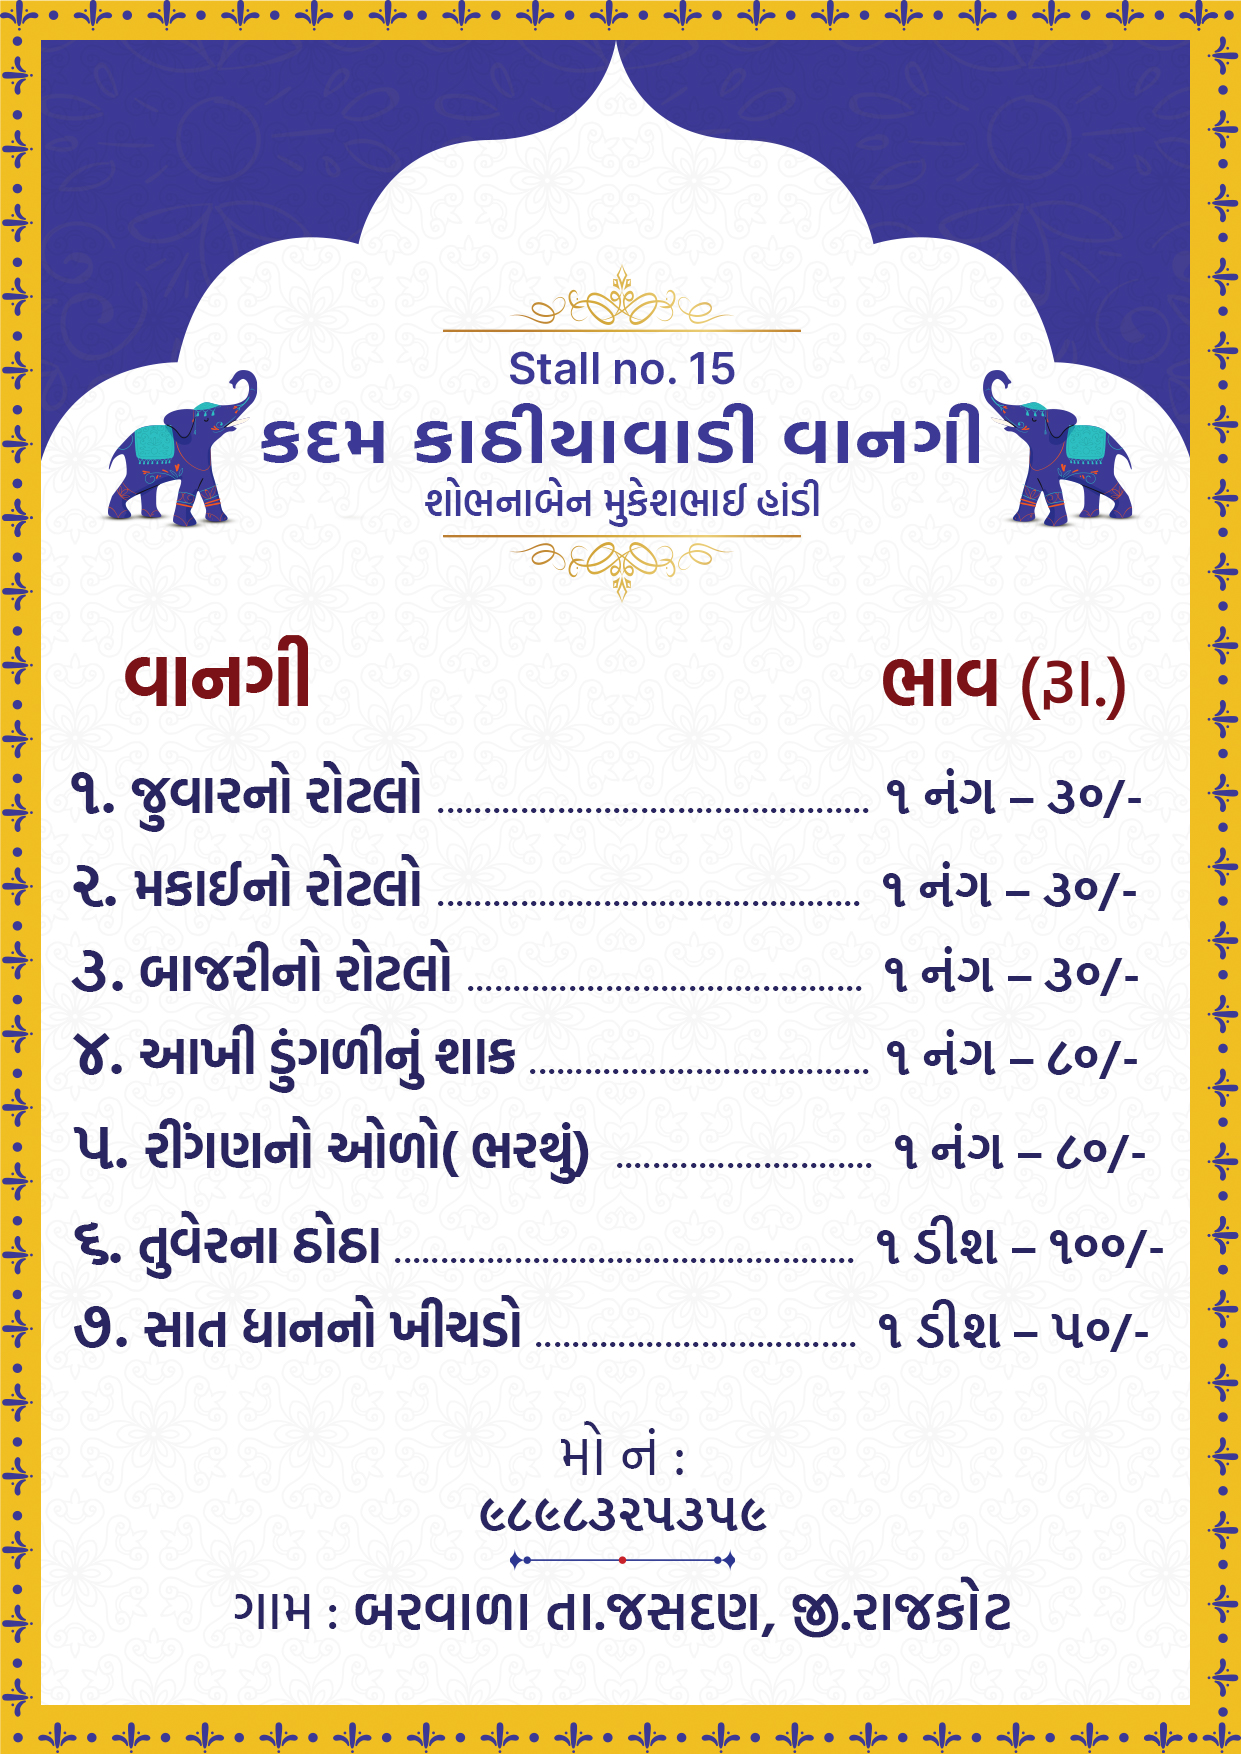 Stall no. 15
કદમ કાઠીયાવાડી વાનગી
શોભનાબેન મુકેશભાઈ હાંડી
વાનગી ભાવ (રૂા.)
૧. જુવારનો રોટલો ............................................... ૧ નંગ – ૩૦/-
૨. મકાઈનો રોટલો .............................................. ૧ નંગ – ૩૦/-
૩. બાજરીનો રોટલો ........................................... ૧ નંગ – ૩૦/-
૪. આખી ડુંગળીનું શાક ..................................... ૧ નંગ – ૮૦/-
૫. રીંગણનો ઓળો( ભરથું) ............................ ૧ નંગ – ૮૦/-
૬. તુવેરના ઠોઠા .................................................. ૧ ડીશ – ૧૦૦/-
૭. સાત ધાનનો ખીચડો ................................... ૧ ડીશ – ૫૦/-
મો નં :
૯૮૯૮૩૨૫૩૫૯
ગામ : બરવાળા તા.જસદણ, જી.રાજકોટ